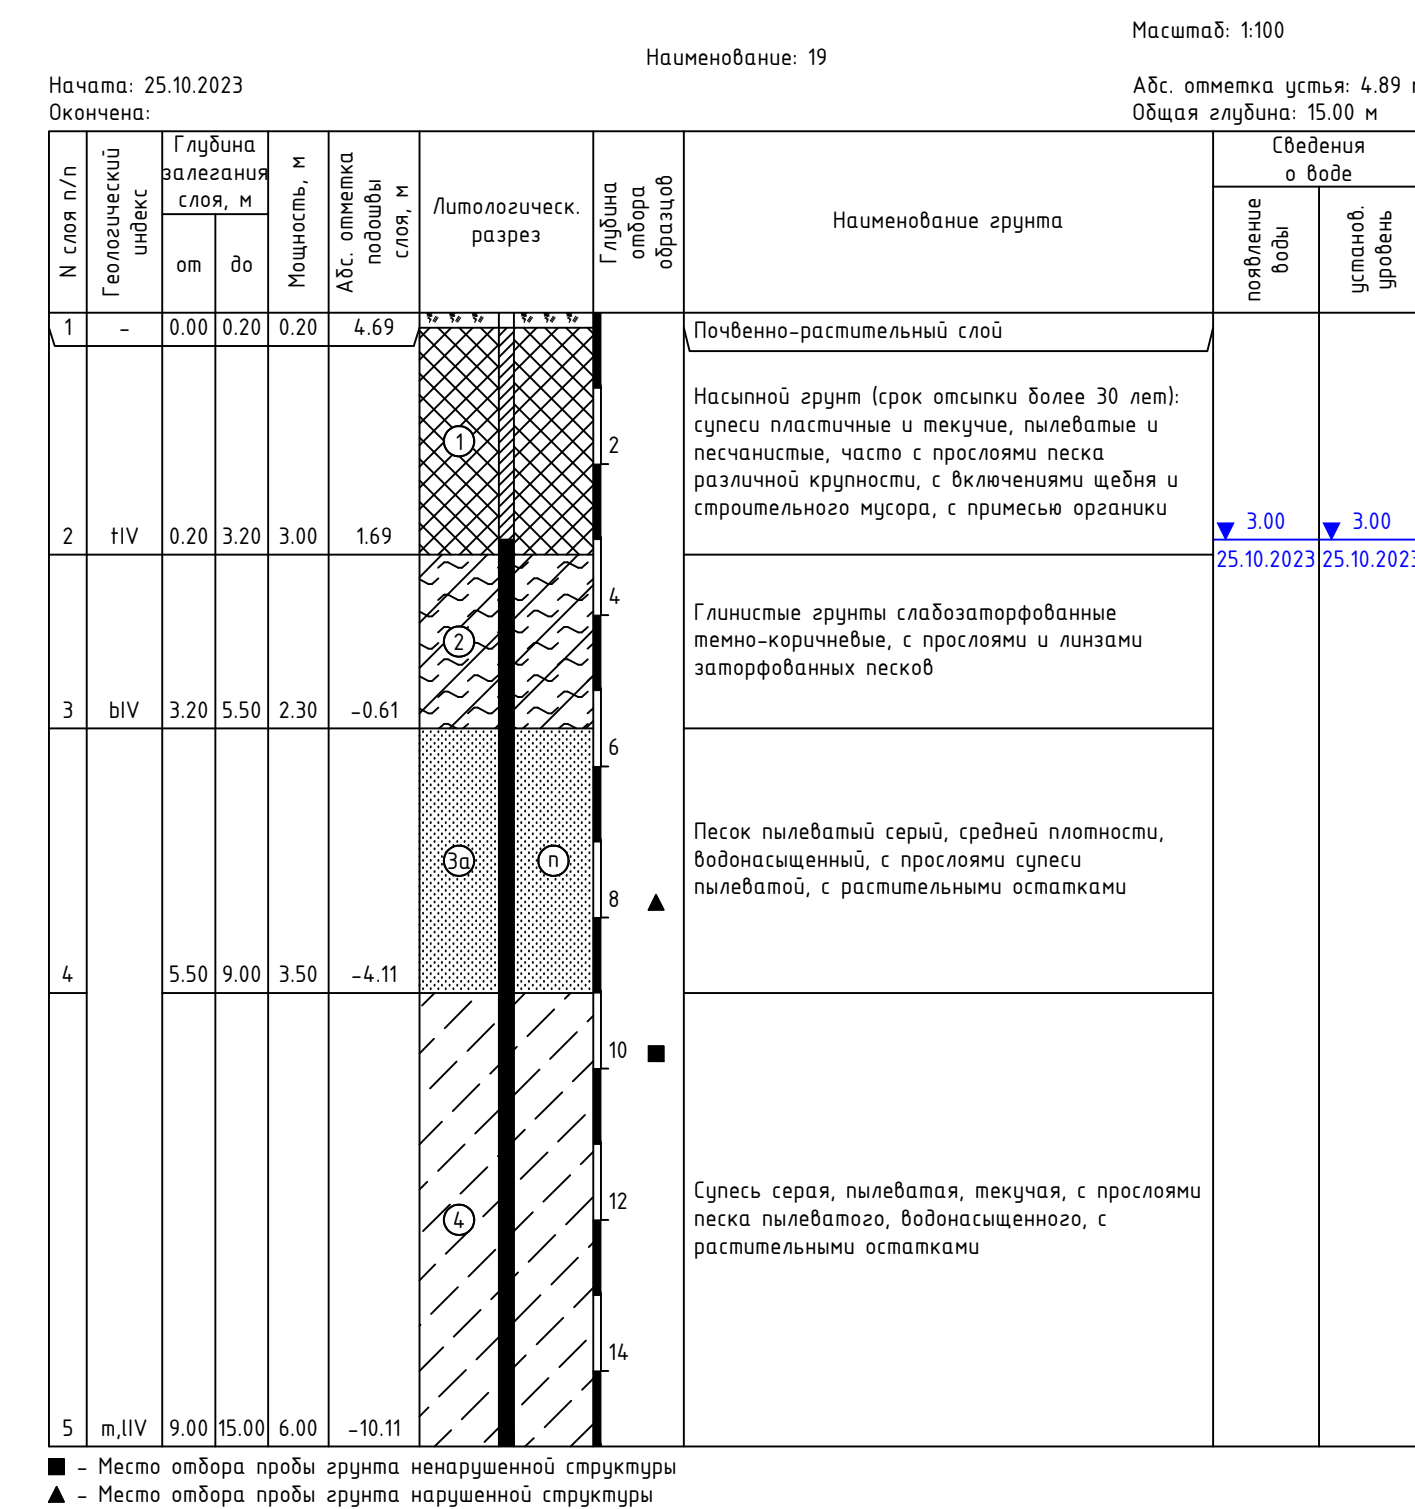 Масштаб: 1:100
Наименование: 19
Начата: 25.10.2023
Абс. отметка устья: 4.89
Окончена:
Общая глубина: 15.00 м
N слоя п/п
Геологический
индекс
Глубина
залегания
слоя, м
от
до
Мощность, м
Абс. отметка
подошвы
слоя, м
Литологическ.
разрез
Глубина
отбора
образцов
Наименование грунта
Сведения
о воде
появление
воды
установ.
уровень
1 – 0.00 0.20 0.20 4.69
Почвенно-растительный слой
Насыпной грунт (срок отсыпки более 30 лет):
супеси пластичные и текучие, пылеватые и
песчанистые, часто с прослоями песка
различной крупности, с включениями щебня и
строительного мусора, с примесью органики
1
2
2 tIV 0.20 3.20 3.00 1.69
3.00 3.00
25.10.2023 25.10.2023
4
Глинистые грунты слабозаторфованные
темно-коричневые, с прослоями и линзами
заторфованных песков
2
3 bIV 3.20 5.50 2.30 -0.61
6
Песок пылеватый серый, средней плотности,
водонасыщенный, с прослоями супеси
пылеватой, с растительными остатками
3а п
8
4 5.50 9.00 3.50 -4.11
10
12
Супесь серая, пылеватая, текучая, с прослоями
песка пылеватого, водонасыщенного, с
растительными остатками
4
14
5 m,lIV 9.00 15.00 6.00 -10.11
– Место отбора пробы грунта ненарушенной структуры
– Место отбора пробы грунта нарушенной структуры